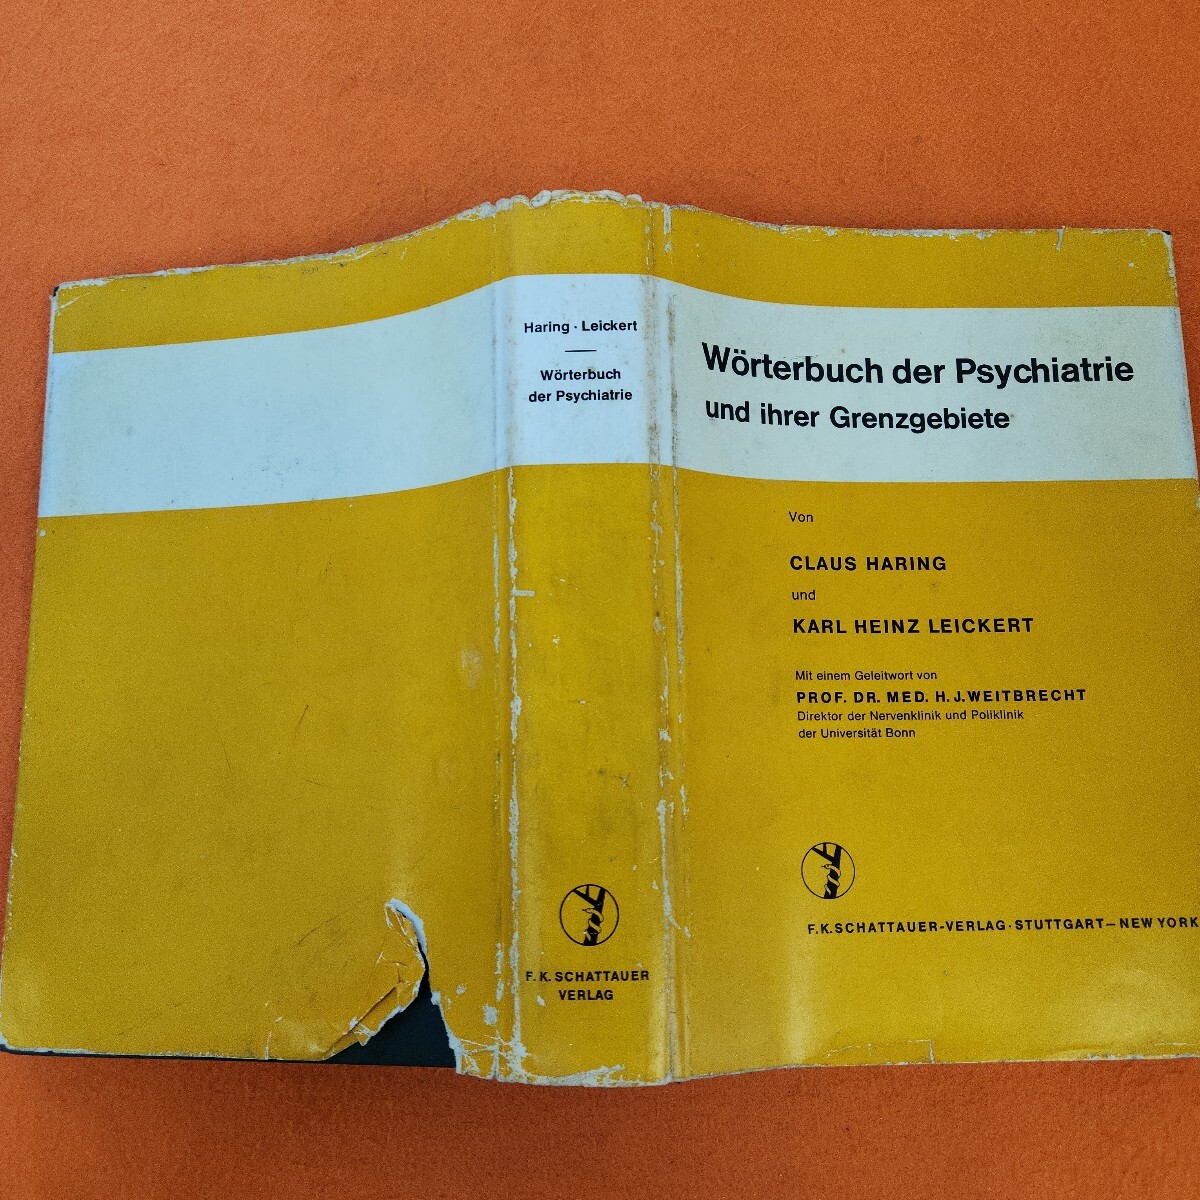 Haring · Leickert
Wörterbuch
der Psychiatrie
F. K. SCHATTAUER
VERLAG
Wörterbuch der Psychiatrie
und ihrer Grenzgebiete
Von
CLAUS HARING
und
KARL HEINZ LEICKERT
Mit einem Geleitwort von
PROF. DR. MED. H. J. WEITBRECHT
Direktor der Nervenklinik und Poliklinik
der Universität Bonn
F. K. SCHATTAUER-VERLAG · STUTTGART – NEW YORK